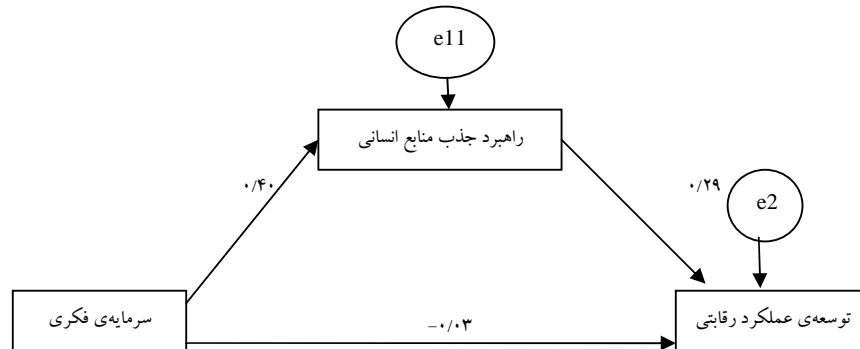 e11
راهبرد جذب منابع انسانی
۰/۴۰
۰/۲۹
e2
سرمایه‌ی فکری
−۰/۰۳
توسعه‌ی عملکرد رقابتی